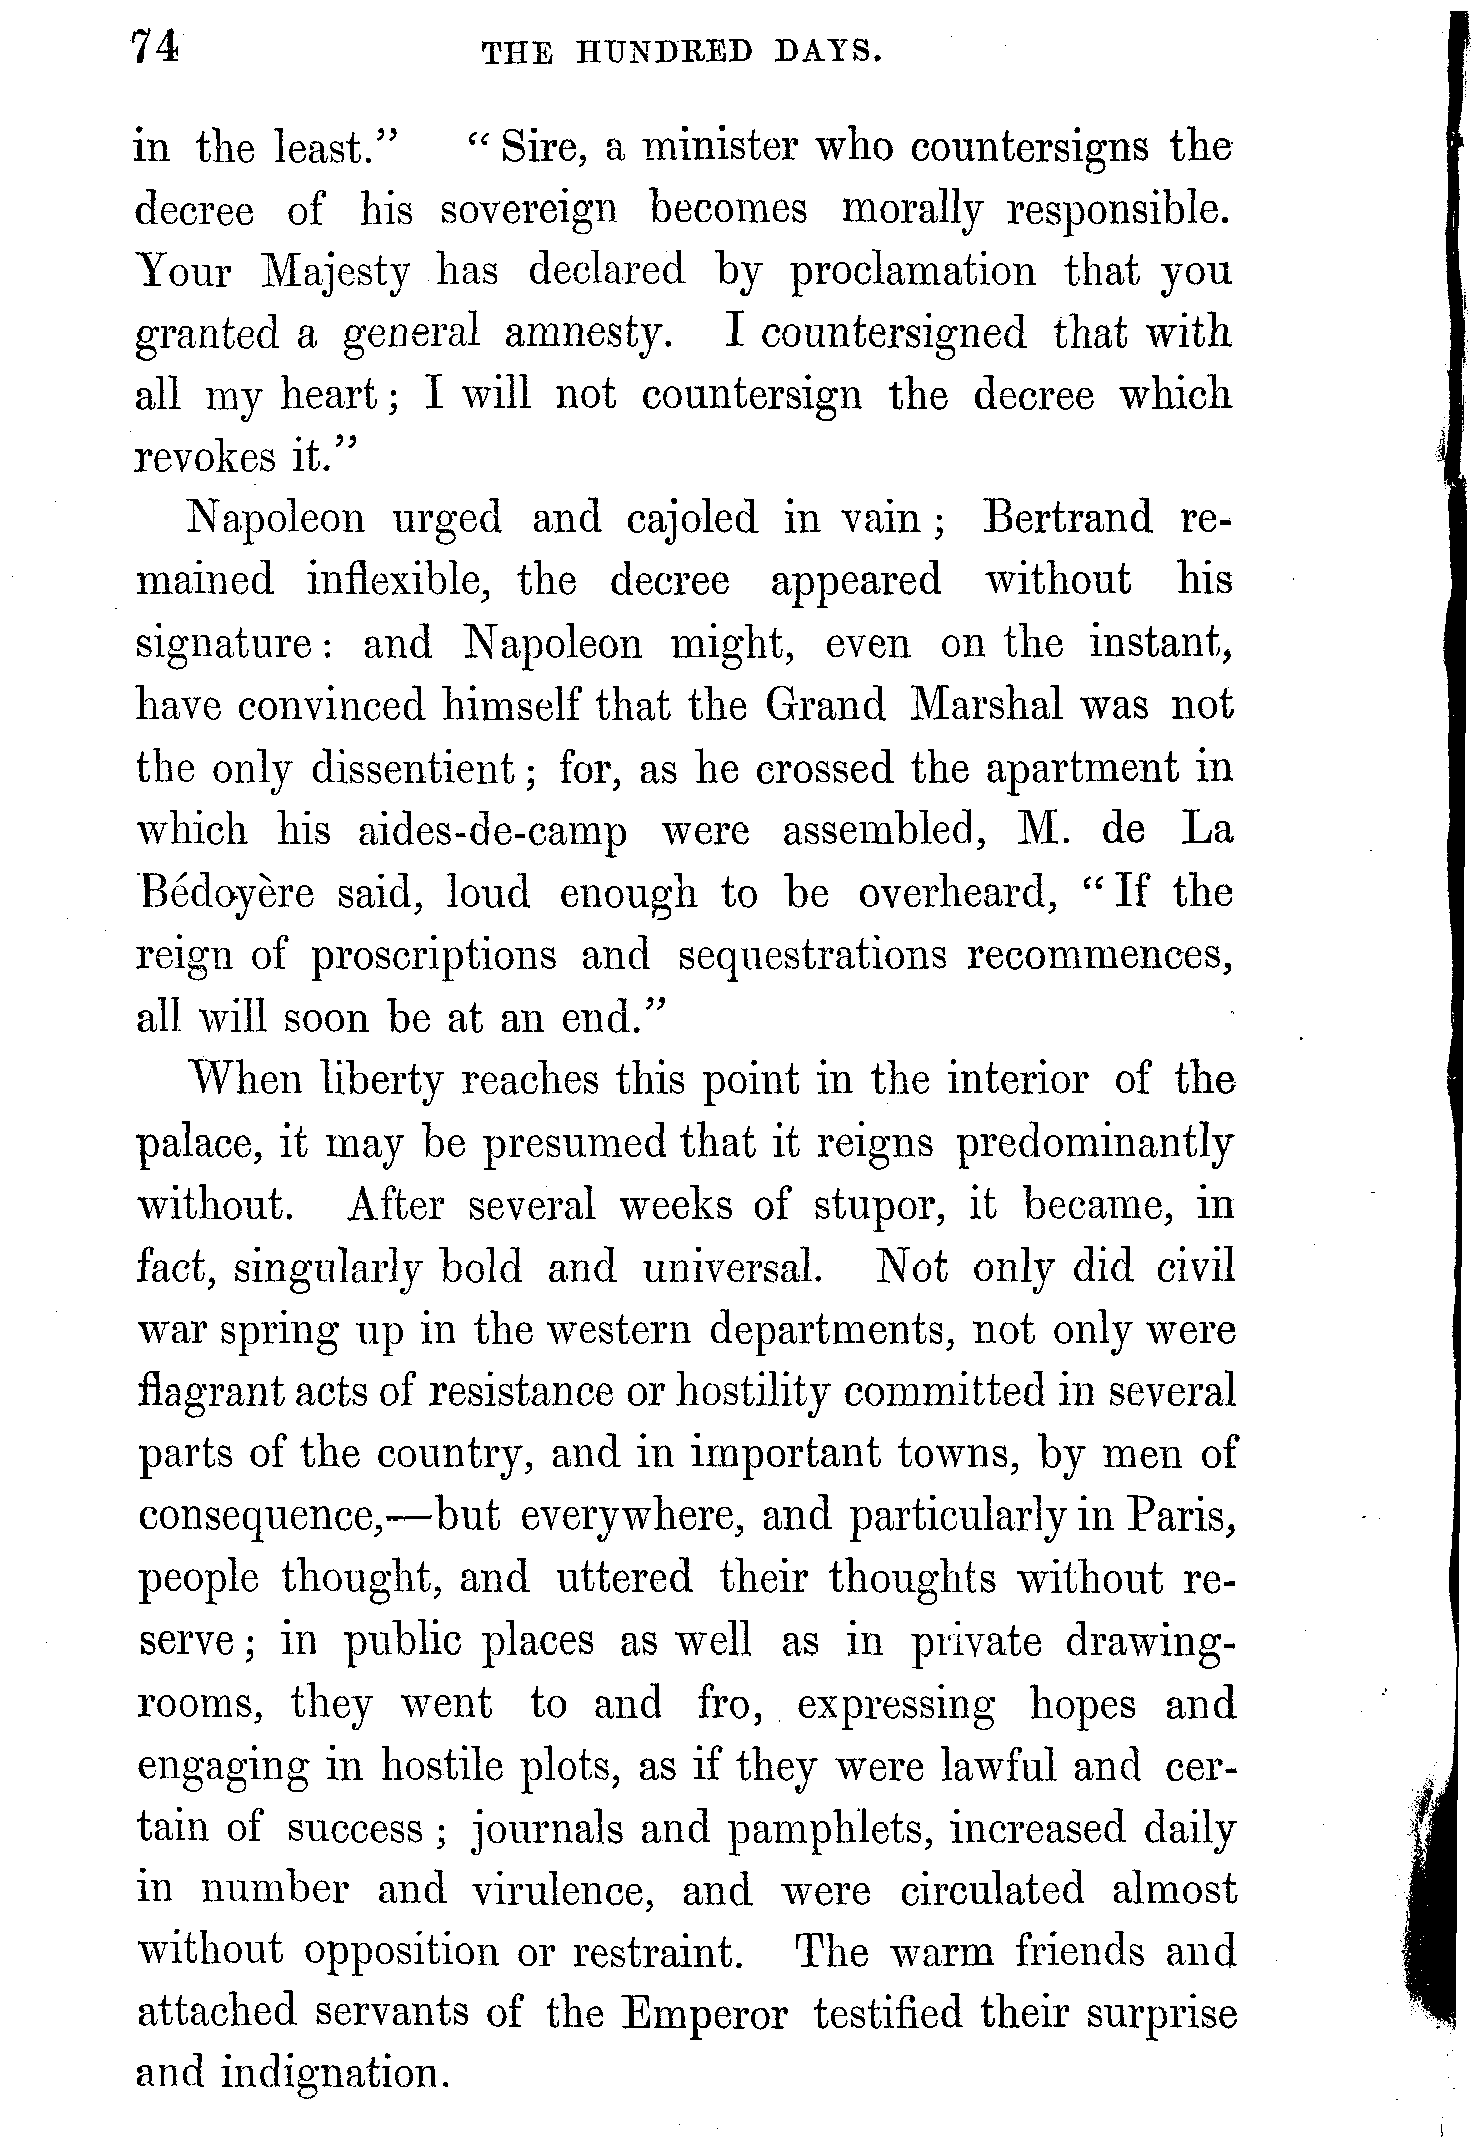 74 THE HUNDRED DAYS.
in the least.” “Sire, a minister who countersigns the
decree of his sovereign becomes morally responsible.
Your Majesty has declared by proclamation that you
granted a general amnesty. I countersigned that with
all my heart; I will not countersign the decree which
revokes it.”
Napoleon urged and cajoled in vain; Bertrand re-
mained inflexible, the decree appeared without his
signature: and Napoleon might, even on the instant,
have convinced himself that the Grand Marshal was not
the only dissentient; for, as he crossed the apartment in
which his aides-de-camp were assembled, M. de La
Bédoyère said, loud enough to be overheard, “If the
reign of proscriptions and sequestrations recommences,
all will soon be at an end.”
When liberty reaches this point in the interior of the
palace, it may be presumed that it reigns predominantly
without. After several weeks of stupor, it became, in
fact, singularly bold and universal. Not only did civil
war spring up in the western departments, not only were
flagrant acts of resistance or hostility committed in several
parts of the country, and in important towns, by men of
consequence,—but everywhere, and particularly in Paris,
people thought, and uttered their thoughts without re-
serve; in public places as well as in private drawing-
rooms, they went to and fro, expressing hopes and
engaging in hostile plots, as if they were lawful and cer-
tain of success; journals and pamphlets, increased daily
in number and virulence, and were circulated almost
without opposition or restraint. The warm friends and
attached servants of the Emperor testified their surprise
and indignation.